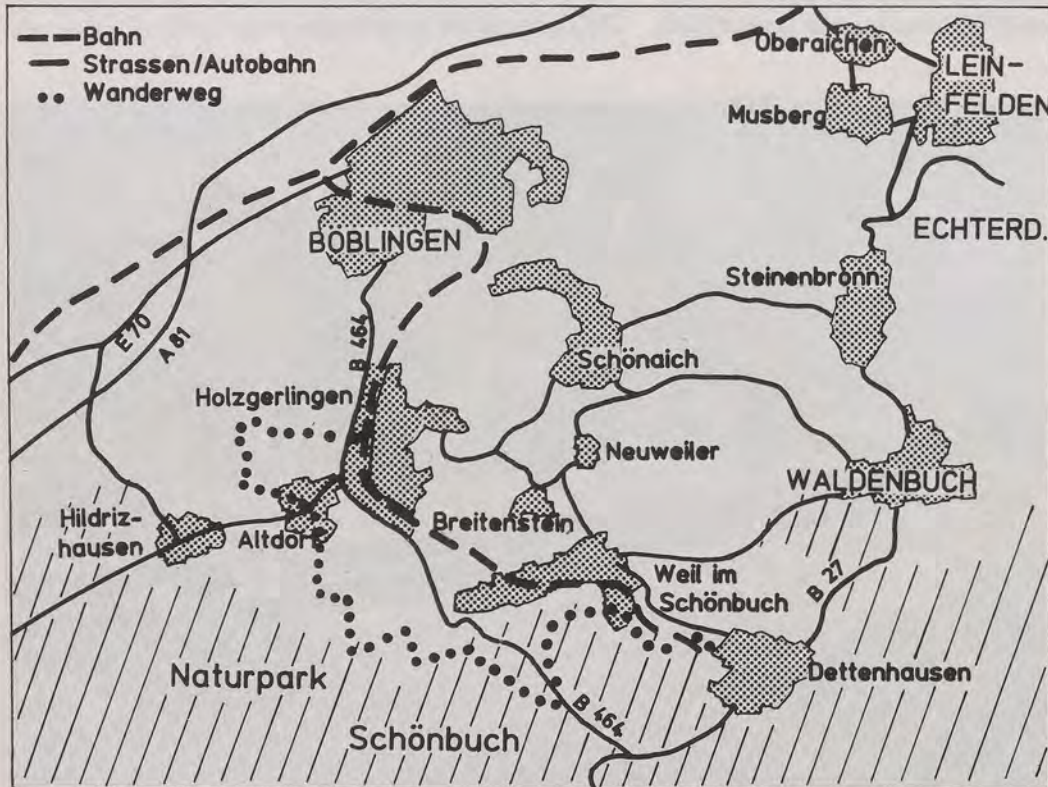 Bahn
Strassen/Autobahn
Wanderweg
Oberaichen
LEIN-
FELDEN
Musberg
ECHTERD.
BÖBLINGEN
Steinenbronn
E 70
A 81
B 464
Schönaich
Holzgerlingen
Neuweiler
WALDENBUCH
Hildriz-
hausen
Altdorf
Breitenstein
Weil im
Schönbuch
B 27
Naturpark
Dettenhausen
B 464
Schönbuch